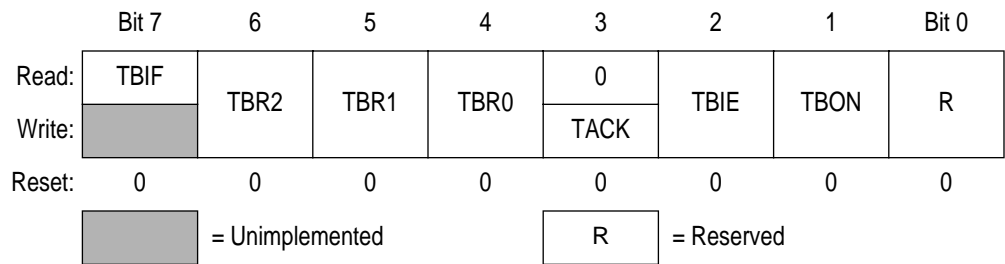 Bit 7 6 5 4 3 2 1 Bit 0
Read: TBIF TBR2 TBR1 TBR0 0 TBIE TBON R
Write: TACK
Reset: 0 0 0 0 0 0 0 0
= Unimplemented R = Reserved